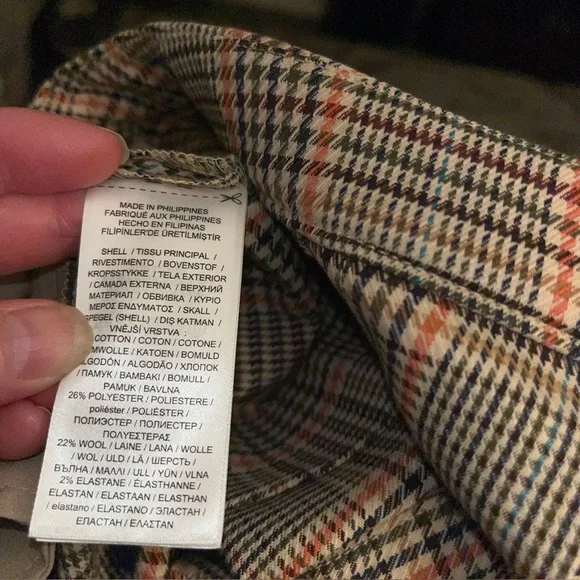 MADE IN PHILIPPINES
FABRIQUÉ AUX PHILIPPINES
HECHO EN FILIPINAS
FİLİPİNLER'DE ÜRETİLMİŞTİR
SHELL / TISSU PRINCIPAL /
RIVESTIMENTO / BOVENSTOF /
KROPSSTYKKE / TELA EXTERIOR
/ CAMADA EXTERNA / ВЕРХНИЙ
МАТЕРИАЛ / ОБВИВКА / ΚΥΡΙΟ
ΜΕΡΟΣ ΕΝΔΥΜΑΤΟΣ / SKALL /
SPEGEL (SHELL) / DIŞ KATMAN /
VNĚJŠÍ VRSTVA :
COTTON / COTON / COTONE /
MWOLLE / KATOEN / BOMULD
ALGODÓN / ALGODÃO / ХЛОПОК
/ ПАМУК / ΒΑΜΒΑΚΙ / BOMULL /
PAMUK / BAVLNA
26% POLYESTER / POLIESTERE /
poliéster / POLIÉSTER /
ПОЛИЭСТЕР / ПОЛИЕСТЕР /
ΠΟΛΥΕΣΤΕΡΑΣ
22% WOOL / LAINE / LANA / WOLLE
/ WOL / ULD / LÃ / ШЕРСТЬ /
ВЪЛНА / ΜΑΛΛΙ / ULL / YÜN / VLNA
2% ELASTANE / ÉLASTHANNE /
ELASTAN / ELASTAAN / ELASTHAN
/ elastano / ELASTANO / ЭЛАСТАН /
ЕЛАСТАН / ΕΛΑΣΤΑΝ